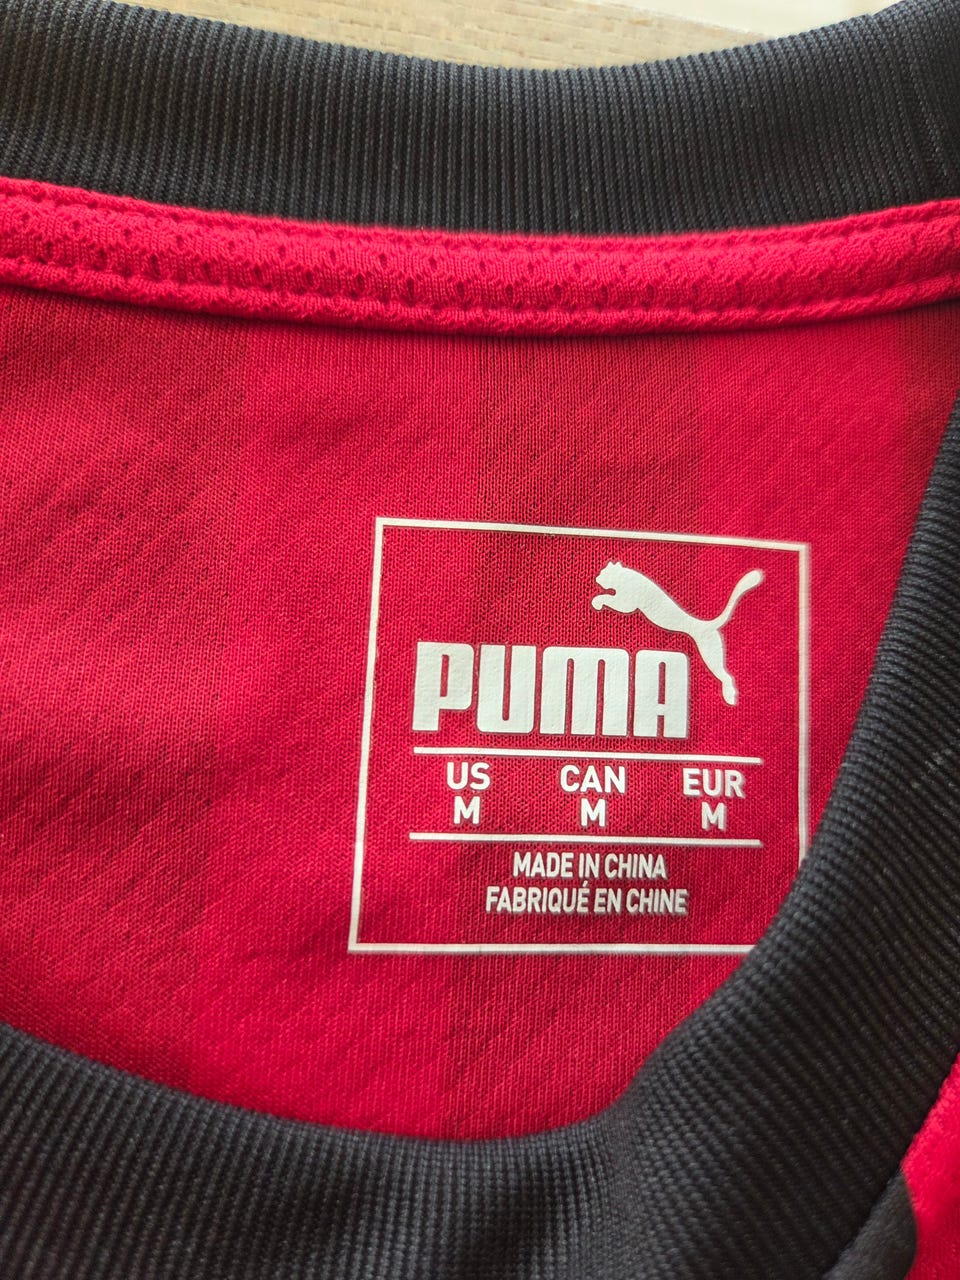 PUMA
US CAN EUR
M M M
MADE IN CHINA
FABRIQUÉ EN CHINE